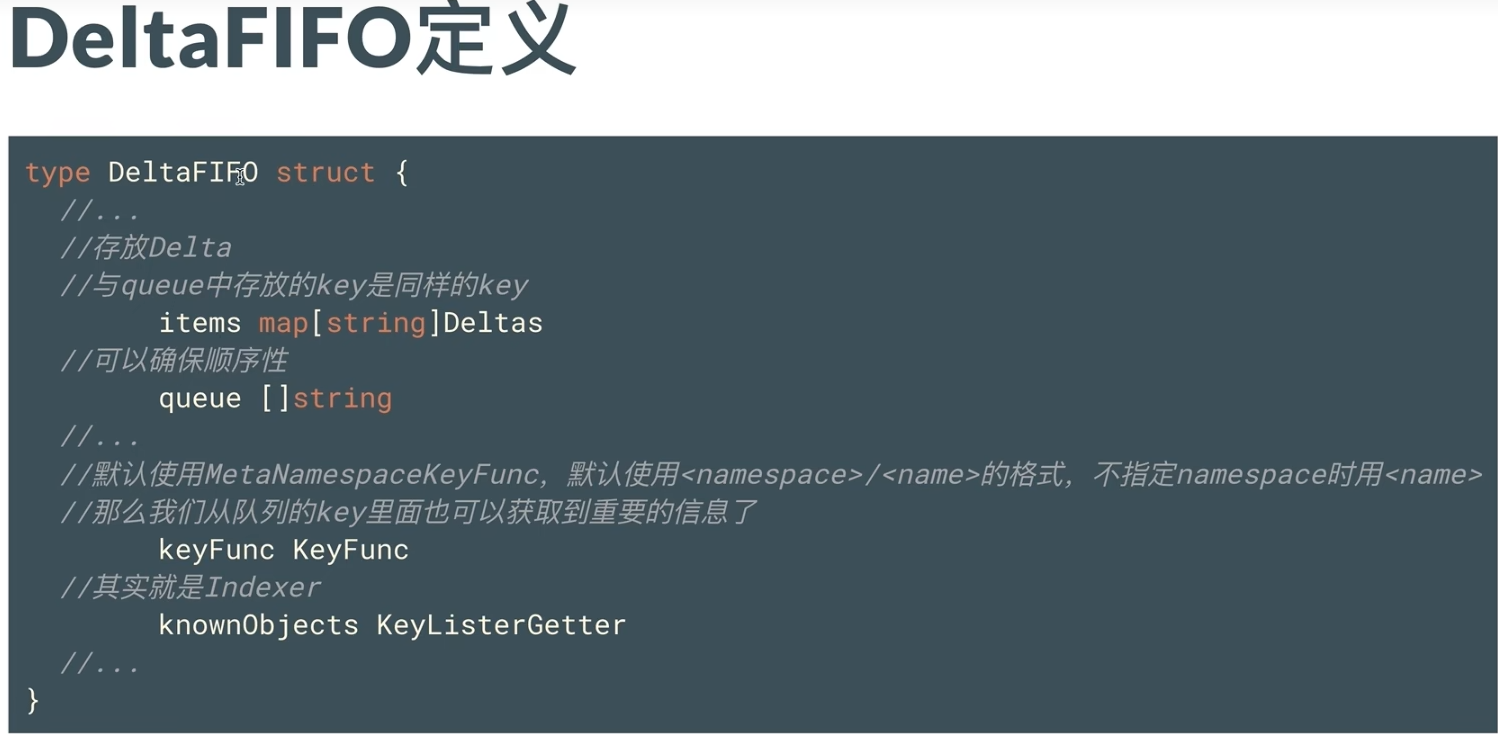 DeltaFIFO定义
type DeltaFIFO struct {
//...
//存放Delta
//与queue中存放的key是同样的key
items map[string]Deltas
//可以确保顺序性
queue []string
//...
//默认使用MetaNamespaceKeyFunc，默认使用<namespace>/<name>的格式，不指定namespace时用<name>
//那么我们从队列的key里面也可以获取到重要的信息了
keyFunc KeyFunc
//其实就是Indexer
knownObjects KeyListerGetter
//...
}